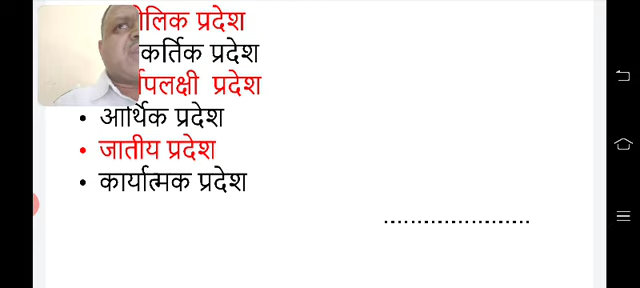 प्रदेश
प्रदेश
प्रदेश
• आर्थिक प्रदेश
• जातीय प्रदेश
• कार्यात्मक प्रदेश
......................